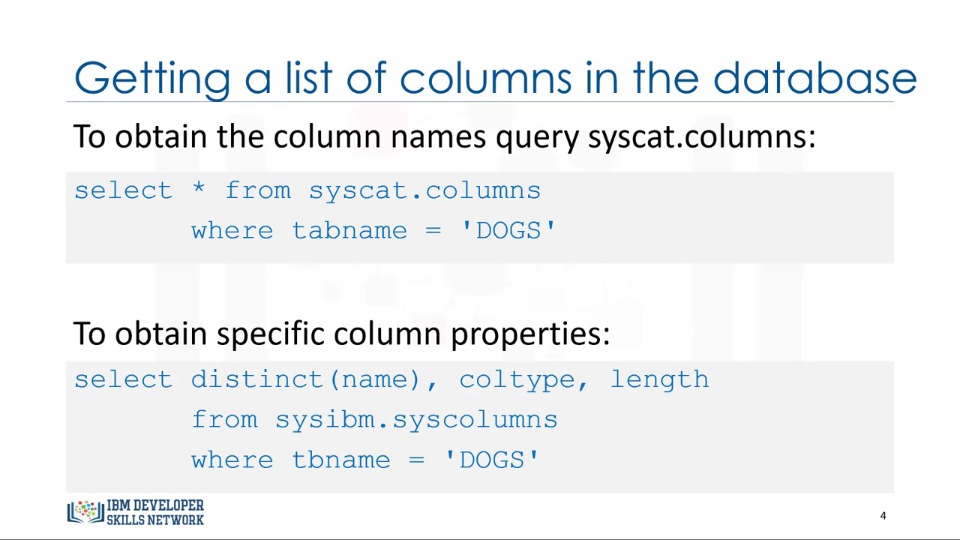 Getting a list of columns in the database
To obtain the column names query syscat.columns:
select * from syscat.columns
where tabname = 'DOGS'
To obtain specific column properties:
select distinct(name), coltype, length
from sysibm.syscolumns
where tbname = 'DOGS'
IBM DEVELOPER
SKILLS NETWORK
4